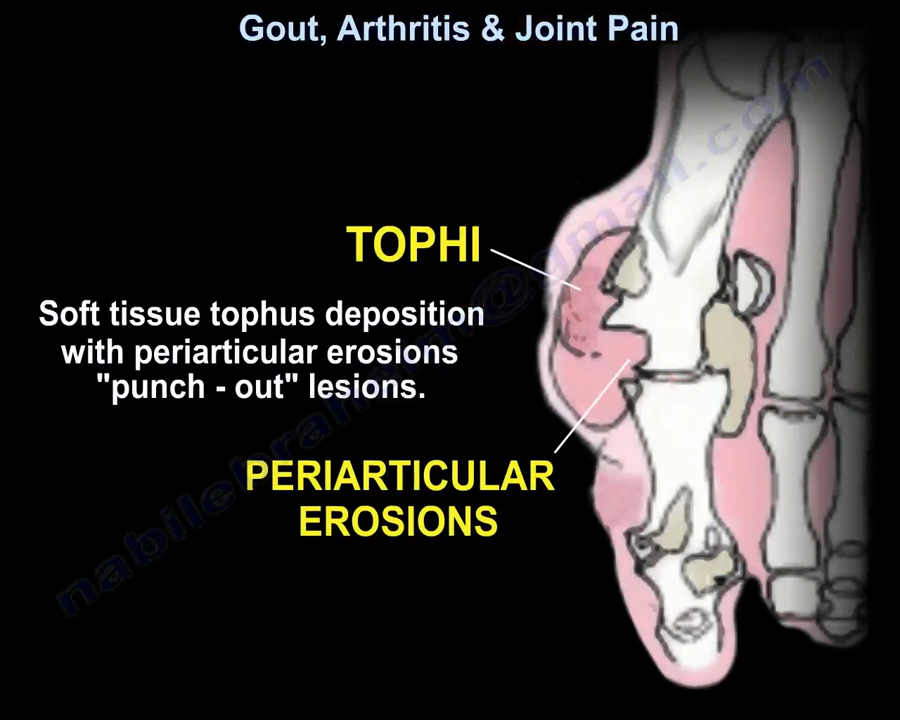 Gout, Arthritis & Joint Pain
TOPHI
Soft tissue tophus deposition
with periarticular erosions
"punch - out" lesions.
PERIARTICULAR
EROSIONS